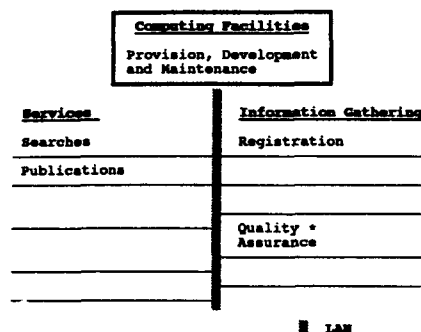 Computing Facilities
Provision, Development
and Maintenance
Services
Information Gathering
Searches
Registration
Publications
Quality *
Assurance
LAN